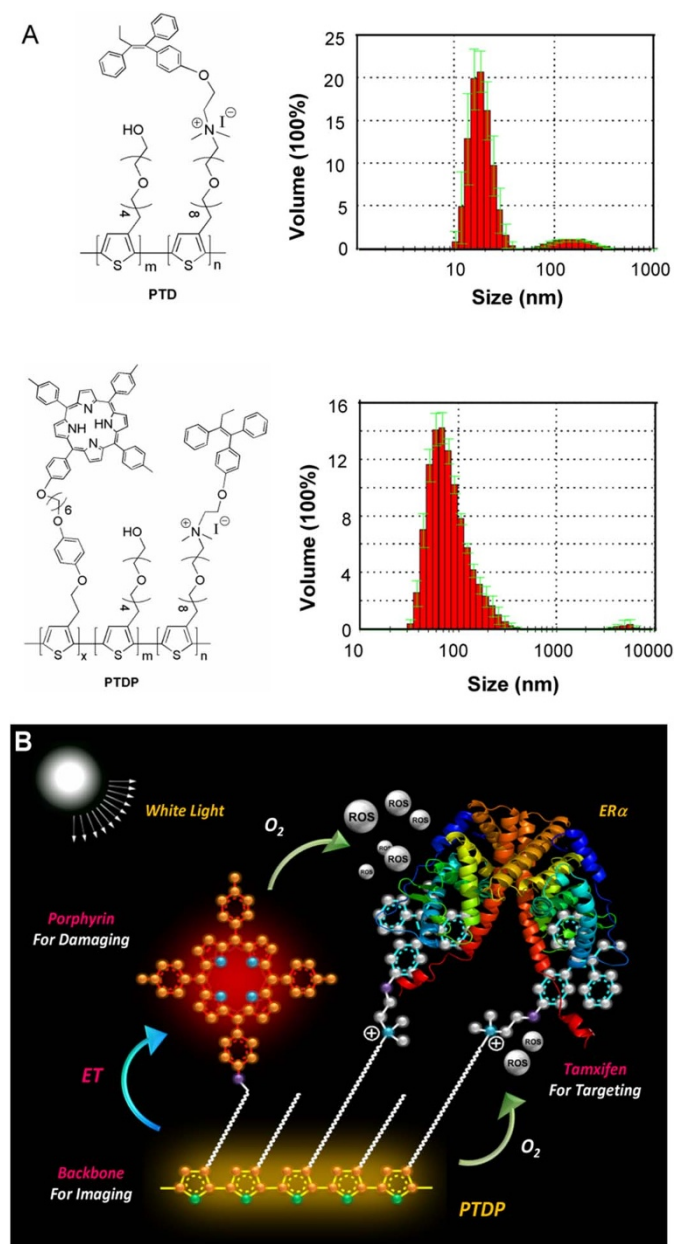 A
O
N
I⊖
⊕
HO
O
O
4
8
S
m
S
n
PTD
Volume (100%)
25
20
15
10
5
0
10
100
1000
Size (nm)
N
NH
HN
N
O
6
O
O
HO
O
4
O
N
I⊖
⊕
O
8
S
x
S
m
S
n
PTDP
Volume (100%)
16
12
8
4
0
10
100
1000
10000
Size (nm)
B
White Light
O2
ROS
ROS
ROS
ROS
ROS
ROS
ERα
Porphyrin
For Damaging
ET
⊕
⊕
ROS
ROS
Tamxifen
For Targeting
O2
Backbone
For Imaging
PTDP